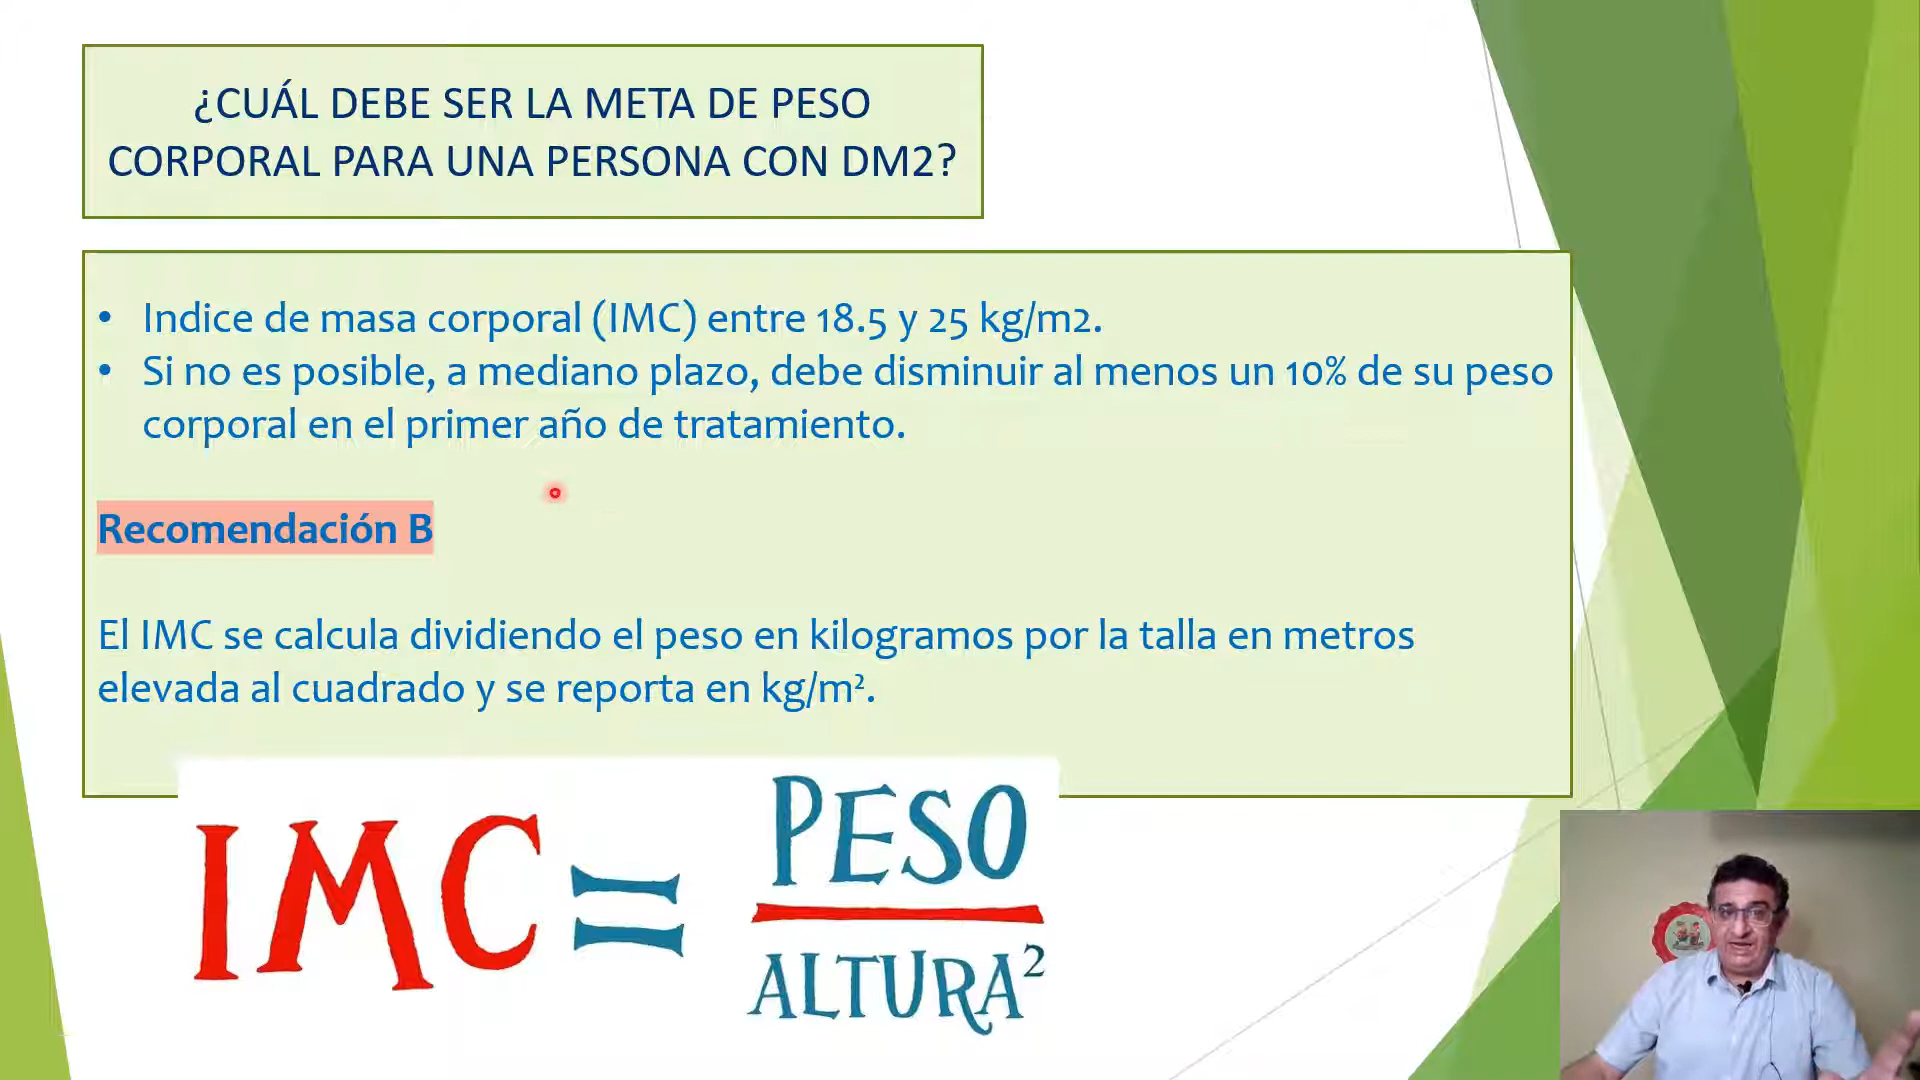 ¿CUÁL DEBE SER LA META DE PESO
CORPORAL PARA UNA PERSONA CON DM2?
• Indice de masa corporal (IMC) entre 18.5 y 25 kg/m2.
• Si no es posible, a mediano plazo, debe disminuir al menos un 10% de su peso
corporal en el primer año de tratamiento.
Recomendación B
El IMC se calcula dividiendo el peso en kilogramos por la talla en metros
elevada al cuadrado y se reporta en kg/m².
IMC = PESO
ALTURA²